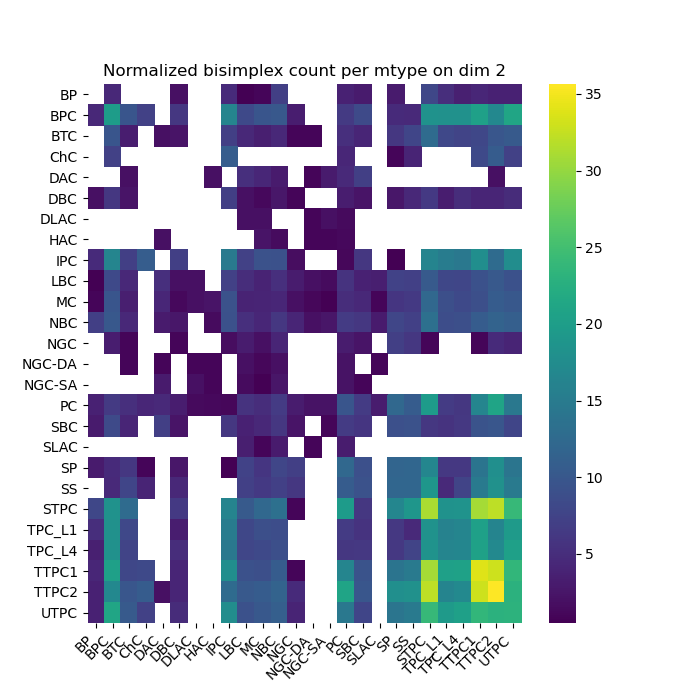 Normalized bisimplex count per mtype on dim 2
BP
BPC
BTC
ChC
DAC
DBC
DLAC
HAC
IPC
LBC
MC
NBC
NGC
NGC-DA
NGC-SA
PC
SBC
SLAC
SP
SS
STPC
TPC_L1
TPC_L4
TTPC1
TTPC2
UTPC
BP
BPC
BTC
ChC
DAC
DBC
DLAC
HAC
IPC
LBC
MC
NBC
NGC
NGC-DA
NGC-SA
PC
SBC
SLAC
SP
SS
STPC
TPC_L1
TPC_L4
TTPC1
TTPC2
UTPC
35
30
25
20
15
10
5